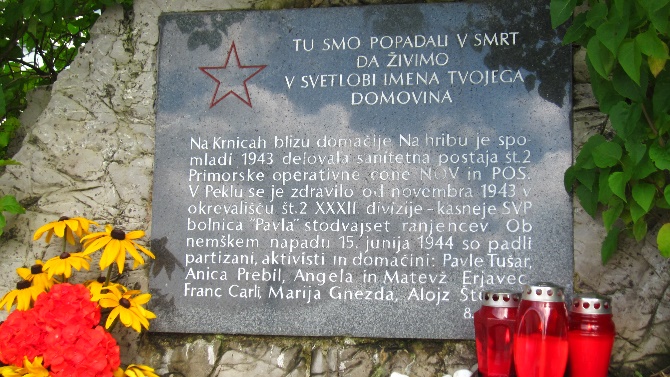 TU SMO POPADALI V SMRT
DA ŽIVIMO
V SVETLOBI IMENA TVOJEGA
DOMOVINA
Na Krnicah blizu domačije Na hribu je spo-
mladi 1943 delovala sanitetna postaja št.2
Primorske operativne cone NOV in POS.
V Peklu se je zdravilo od novembra 1943 v
okrevališču št.2 XXXII. divizije - kasneje SVP
bolnica "Pavla" stodvajset ranjencev. Ob
nemškem napadu 15. junija 1944 so padli
partizani, aktivisti in domačini: Pavle Tušar,
Anica Prebil, Angela in Matevž Erjavec,
Franc Carli, Marija Gnezda, Alojz
8.